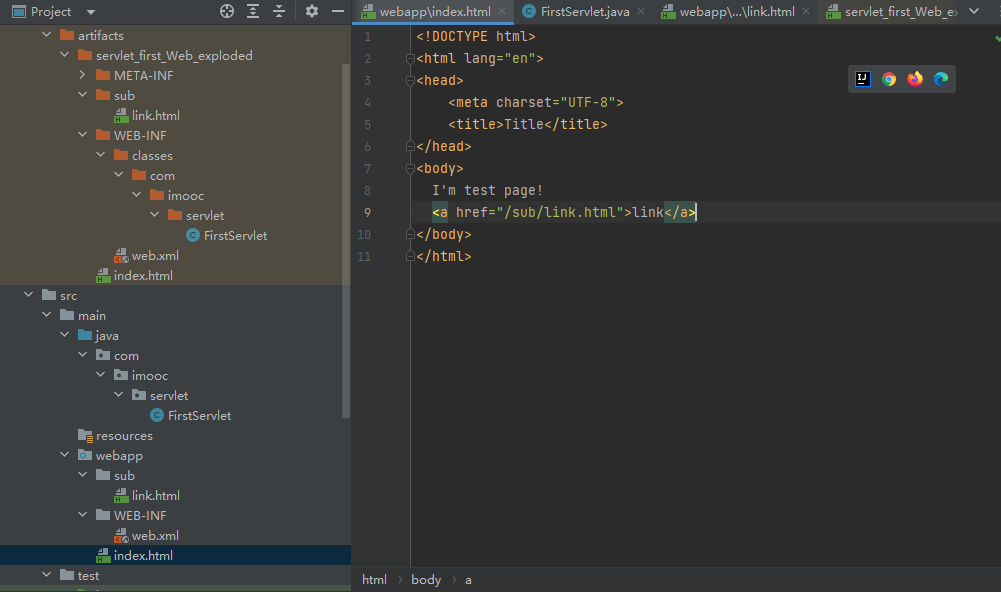 Project
artifacts
servlet_first_Web_exploded
META-INF
sub
link.html
WEB-INF
classes
com
imooc
servlet
FirstServlet
web.xml
index.html
src
main
java
com
imooc
servlet
FirstServlet
resources
webapp
sub
link.html
WEB-INF
web.xml
index.html
test
webapp\index.html
FirstServlet.java
webapp\...\link.html
servlet_first_Web_ex
1 <!DOCTYPE html>
2 <html lang="en">
3 <head>
4 <meta charset="UTF-8">
5 <title>Title</title>
6 </head>
7 <body>
8 I'm test page!
9 <a href="/sub/link.html">link</a>
10 </body>
11 </html>
html › body › a